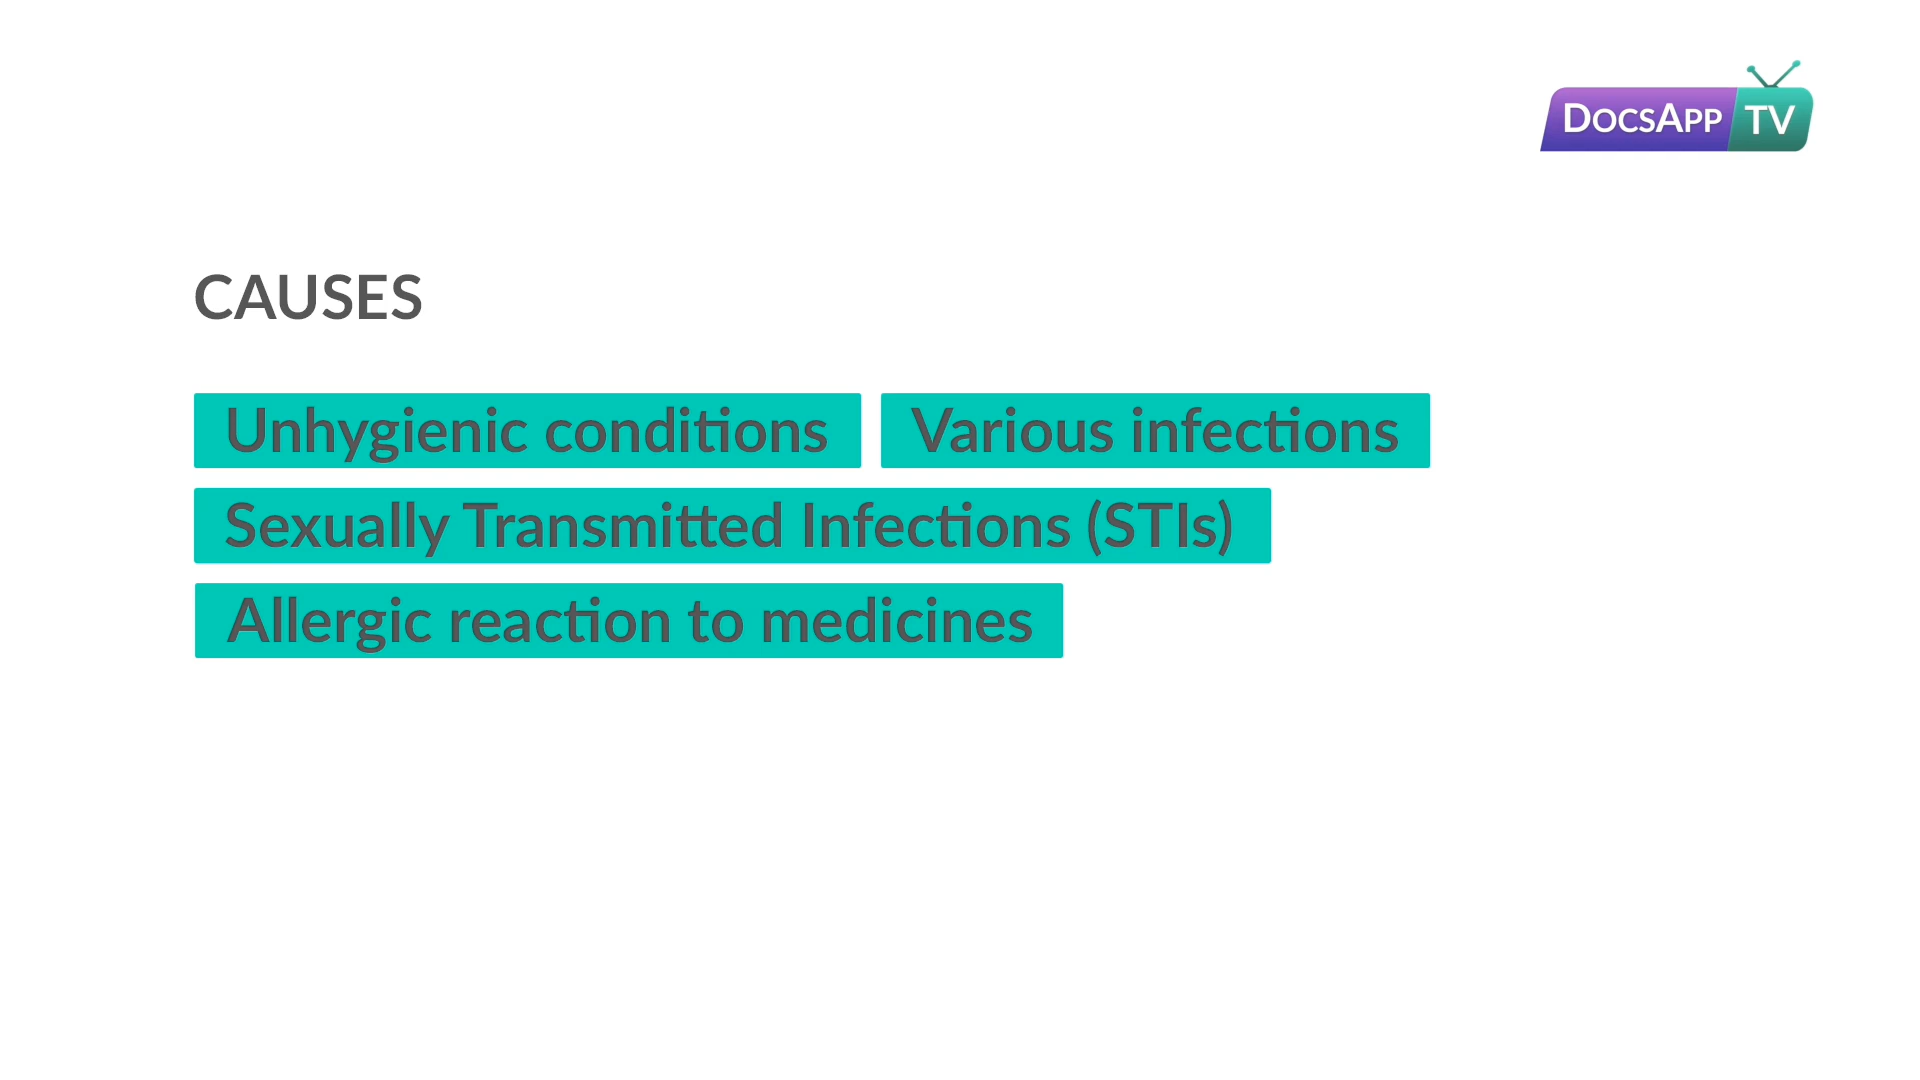 DOCSAPP TV
CAUSES
Unhygienic conditions Various infections
Sexually Transmitted Infections (STIs)
Allergic reaction to medicines